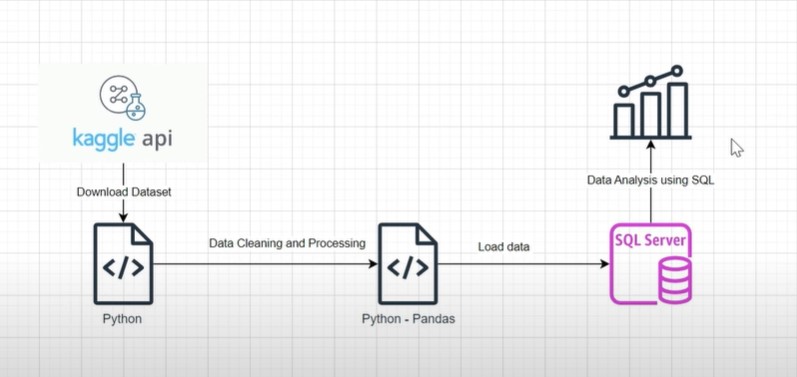 kaggle api
Download Dataset
Data Cleaning and Processing
Load data
Data Analysis using SQL
SQL Server
</>
</>
Python
Python - Pandas